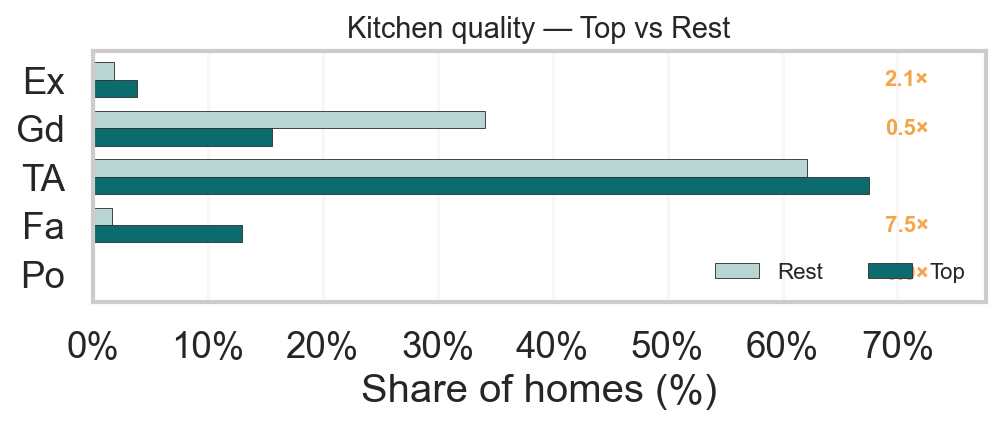 Kitchen quality — Top vs Rest
Ex 2.1×
Gd 0.5×
TA
Fa 7.5×
Po ×
Rest Top
0% 10% 20% 30% 40% 50% 60% 70%
Share of homes (%)